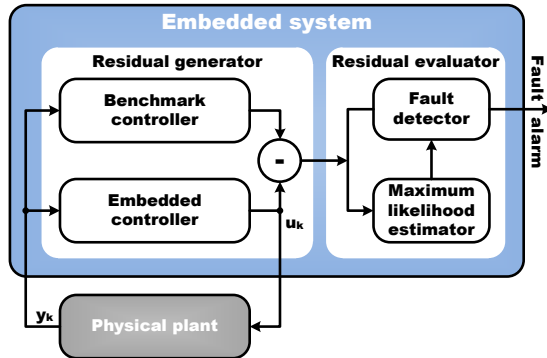 Embedded system
Residual generator
Residual evaluator
Benchmark
controller
Fault
detector
Fault
alarm
-
Embedded
controller
Maximum
likelihood
estimator
uk
yk
Physical plant